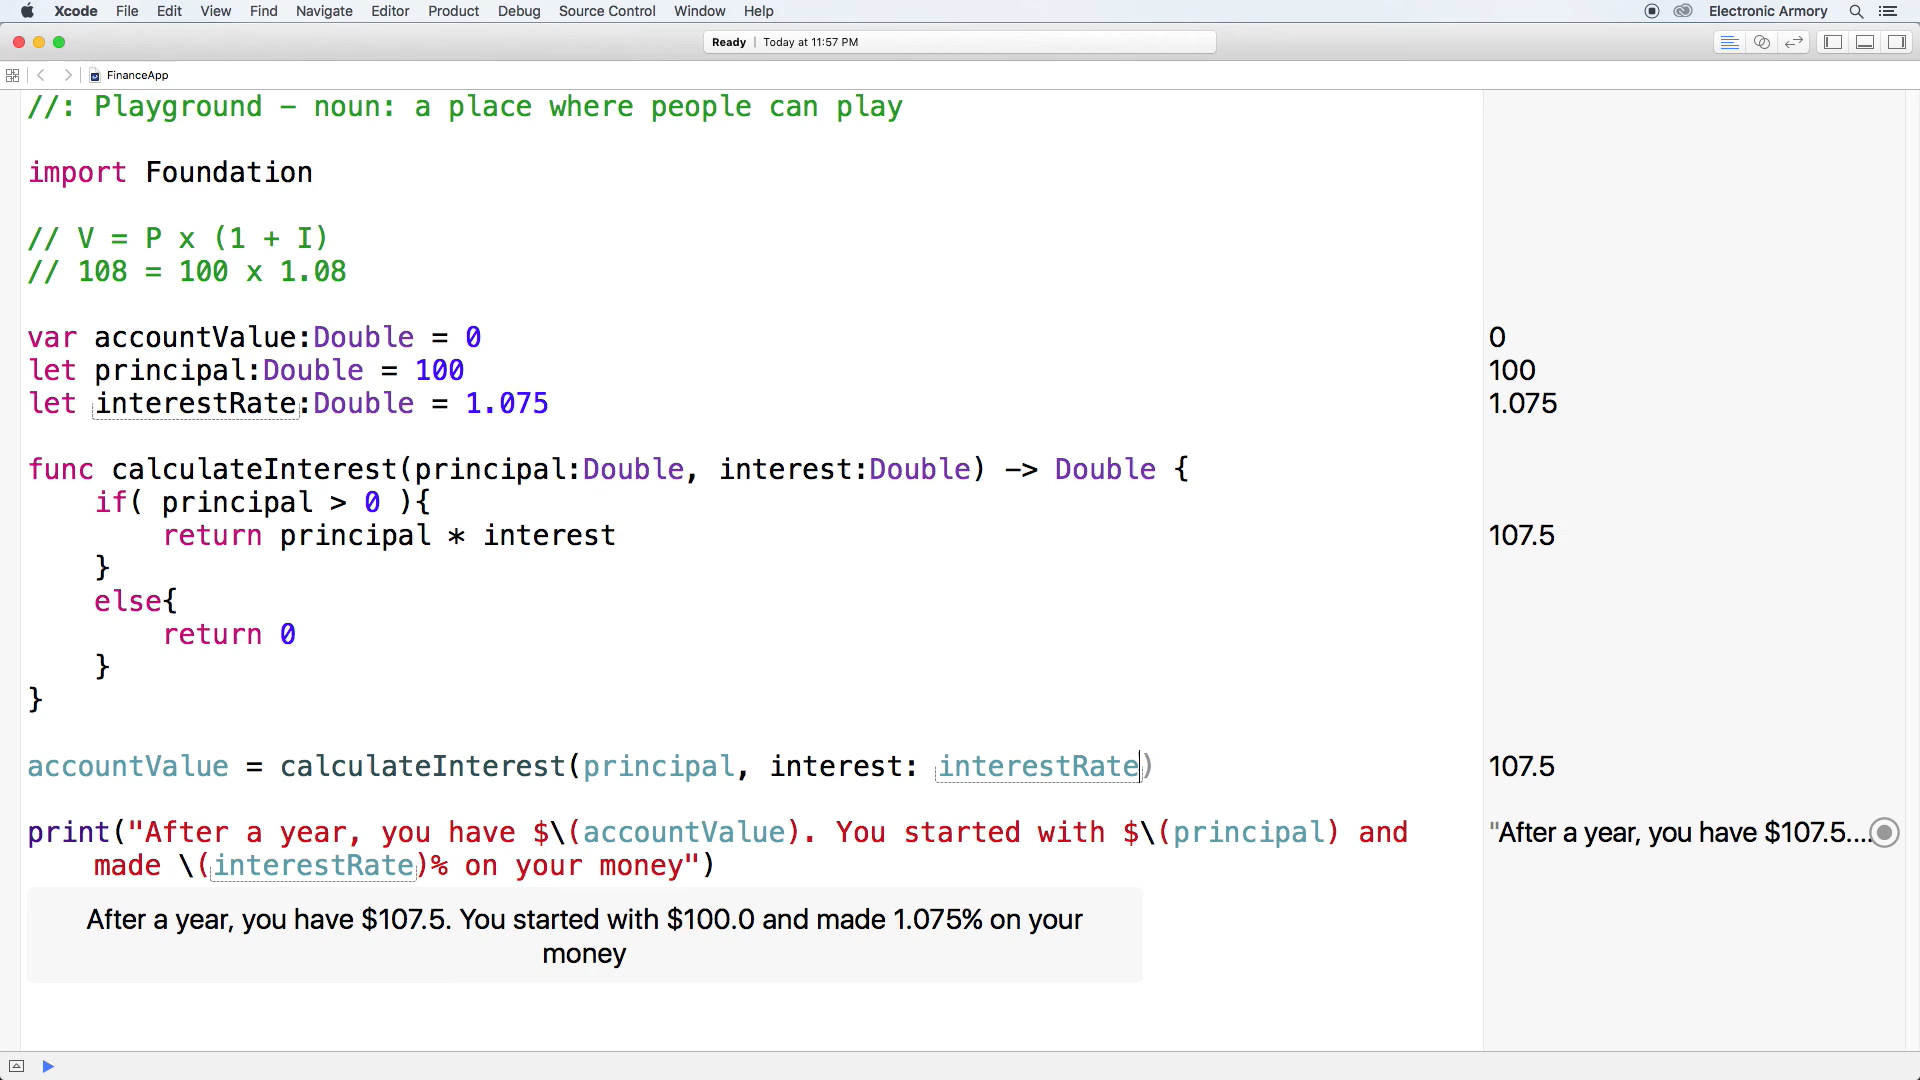 Xcode File Edit View Find Navigate Editor Product Debug Source Control Window Help Electronic Armory
Ready | Today at 11:57 PM
FinanceApp
//: Playground – noun: a place where people can play
import Foundation
// V = P x (1 + I)
// 108 = 100 x 1.08
var accountValue:Double = 0 0
let principal:Double = 100 100
let interestRate:Double = 1.075 1.075
func calculateInterest(principal:Double, interest:Double) -> Double {
if( principal > 0 ){
return principal * interest 107.5
}
else{
return 0
}
}
accountValue = calculateInterest(principal, interest: interestRate) 107.5
print("After a year, you have $\(accountValue). You started with $\(principal) and "After a year, you have $107.5....
made \(interestRate)% on your money")
After a year, you have $107.5. You started with $100.0 and made 1.075% on your
money